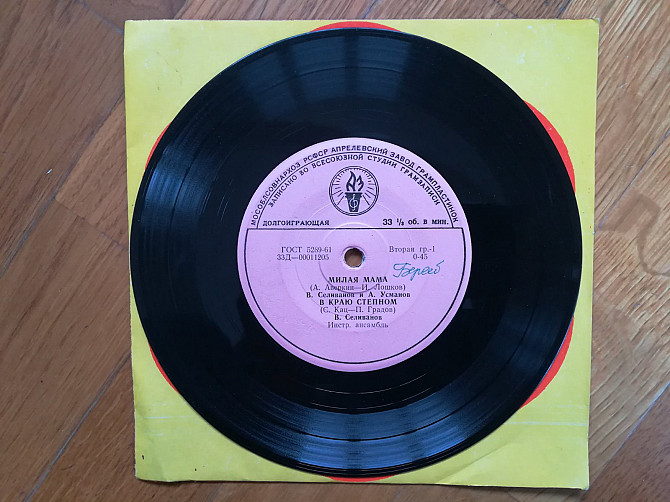 МОСОБЛСОВНАРХОЗ РСФСР АПРЕЛЕВСКИЙ ЗАВОД ГРАМПЛАСТИНОК
ЗАПИСАНО ВО ВСЕСОЮЗНОЙ СТУДИИ ГРАМЗАПИСИ
ДОЛГОИГРАЮЩАЯ 33 ⅓ об. в мин.
ГОСТ 5289-61 Вторая гр.-1
33Д—00011205 0-45
МИЛАЯ МАМА
(А. Аверкин—И. Лошков)
В. Селиванов и А. Усманов
В КРАЮ СТЕПНОМ
(С. Кац—П. Градов)
В. Селиванов
Инстр. ансамбль